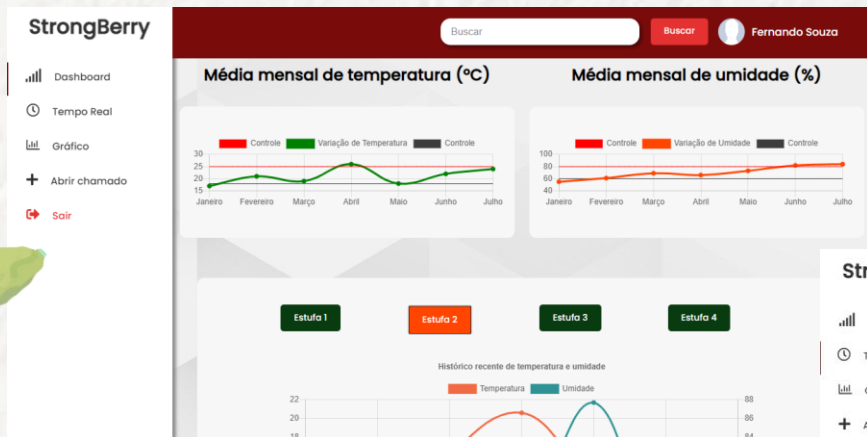 StrongBerry
Buscar
Buscar
Fernando Souza
Dashboard
Tempo Real
Gráfico
Abrir chamado
Sair
Média mensal de temperatura (ºC)
Controle Variação de Temperatura Controle
30
25
20
15
Janeiro Fevereiro Março Abril Maio Junho Julho
Média mensal de umidade (%)
Controle Variação de Umidade Controle
100
80
60
40
Janeiro Fevereiro Março Abril Maio Junho Julho
Estufa 1 Estufa 2 Estufa 3 Estufa 4
Histórico recente de temperatura e umidade
Temperatura Umidade
22
20
18
88
86
84